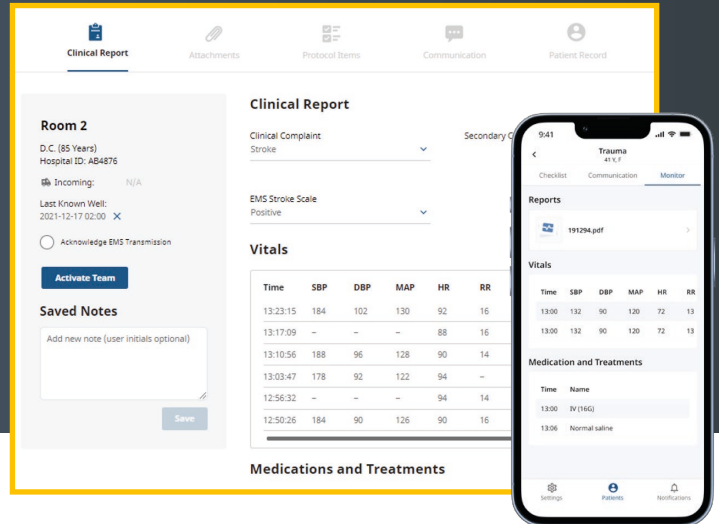 Clinical Report
Attachments
Protocol Items
Communication
Patient Record
Room 2
D.C. (85 Years)
Hospital ID: AB4876
Incoming: N/A
Last Known Well:
2021-12-17 02:00 ✕
Acknowledge EMS Transmission
Activate Team
Saved Notes
Add new note (user initials optional)
Save
Clinical Report
Clinical Complaint
Stroke
Secondary C
EMS Stroke Scale
Positive
Vitals
Time SBP DBP MAP HR RR
13:23:15 184 102 130 92 16
13:17:09 – – – 88 16
13:10:56 188 96 128 90 14
13:03:47 178 92 122 94 –
12:56:32 – – – 94 14
12:50:26 184 90 126 90 16
Medications and Treatments
9:41
Trauma
41 Y, F
Checklist Communication Monitor
Reports
191294.pdf
Vitals
Time SBP DBP MAP HR RR
13:00 132 90 120 72 13
13:00 132 90 120 72 13
Medication and Treatments
Time Name
13:00 IV (16G)
13:06 Normal saline
Settings Patients Notifications